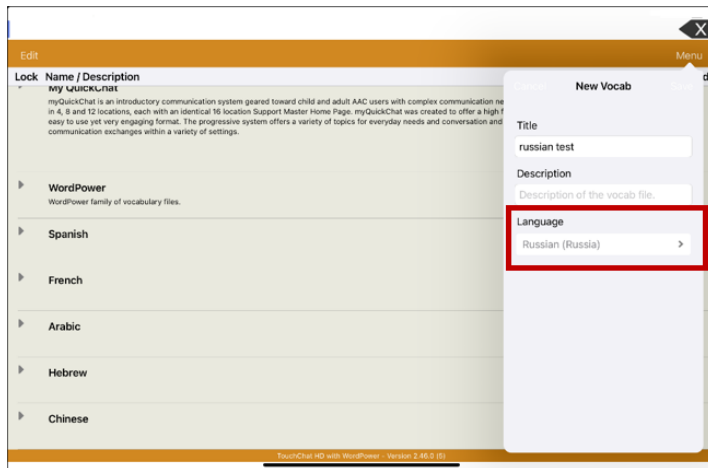 X
Edit
Menu
Lock Name / Description
My QuickChat
myQuickChat is an introductory communication system geared toward child and adult AAC users with complex communication ne
in 4, 8 and 12 locations, each with an identical 16 location Support Master Home Page. myQuickChat was created to offer a high f
easy to use yet very engaging format. The progressive system offers a variety of topics for everyday needs and conversation and
communication exchanges within a variety of settings.
WordPower
WordPower family of vocabulary files.
Spanish
French
Arabic
Hebrew
Chinese
New Vocab
Title
russian test
Description
Description of the vocab file.
Language
Russian (Russia)
TouchChat HD with WordPower - Version 2.46.0 (5)